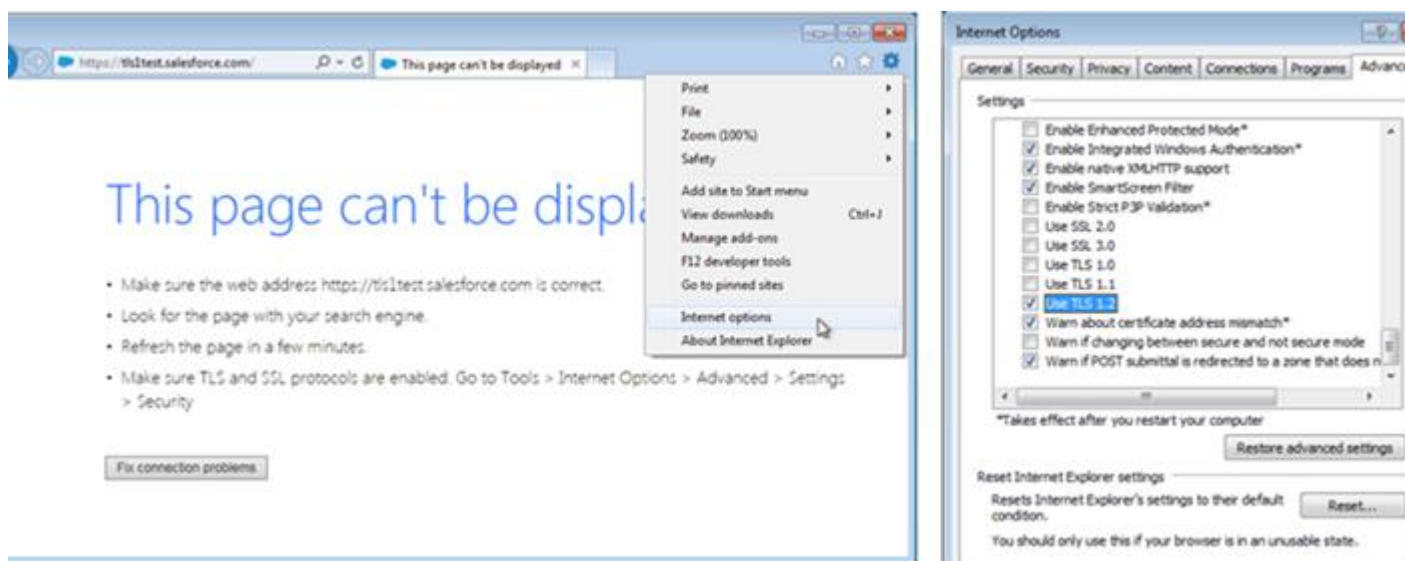 https://tls1test.salesforce.com/
This page can't be displayed
Print
File
Zoom (100%)
Safety
Add site to Start menu
View downloads Ctrl+J
Manage add-ons
F12 developer tools
Go to pinned sites
Internet options
About Internet Explorer
This page can't be displa
• Make sure the web address https://tls1test.salesforce.com is correct.
• Look for the page with your search engine.
• Refresh the page in a few minutes.
• Make sure TLS and SSL protocols are enabled. Go to Tools > Internet Options > Advanced > Settings
> Security
Fix connection problems
Internet Options
General Security Privacy Content Connections Programs Advanc
Settings
Enable Enhanced Protected Mode*
Enable Integrated Windows Authentication*
Enable native XMLHTTP support
Enable SmartScreen Filter
Enable Strict P3P Validation*
Use SSL 2.0
Use SSL 3.0
Use TLS 1.0
Use TLS 1.1
Use TLS 1.2
Warn about certificate address mismatch*
Warn if changing between secure and not secure mode
Warn if POST submittal is redirected to a zone that does n
*Takes effect after you restart your computer
Restore advanced settings
Reset Internet Explorer settings
Resets Internet Explorer's settings to their default
condition.
Reset...
You should only use this if your browser is in an unusable state.